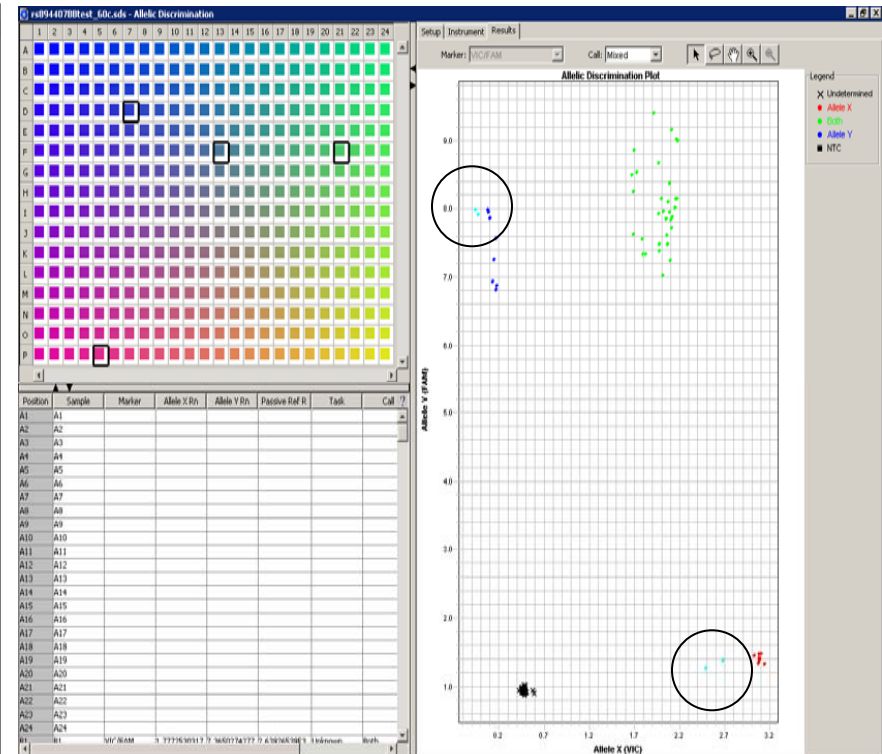 rs89440788test_60c.sds - Allelic Discrimination
1 2 3 4 5 6 7 8 9 10 11 12 13 14 15 16 17 18 19 20 21 22 23 24
A
B
C
D
E
F
G
H
I
J
K
L
M
N
O
P
Position Sample Marker Allele X Rn Allele Y Rn Passive Ref R Task Call ?
A1 A1
A2 A2
A3 A3
A4 A4
A5 A5
A6 A6
A7 A7
A8 A8
A9 A9
A10 A10
A11 A11
A12 A12
A13 A13
A14 A14
A15 A15
A16 A16
A17 A17
A18 A18
A19 A19
A20 A20
A21 A21
A22 A22
A23 A23
A24 A24
B1 B1 VIC/FAM Unknown Both
Setup Instrument Results
Marker: VIC/FAM Call: Mixed
Allelic Discrimination Plot
Allele Y (FAM)
9.0
8.0
7.0
6.0
5.0
4.0
3.0
2.0
1.0
0.2 0.7 1.2 1.7 2.2 2.7 3.2
Allele X (VIC)
Legend
Undetermined
Allele X
Both
Allele Y
NTC